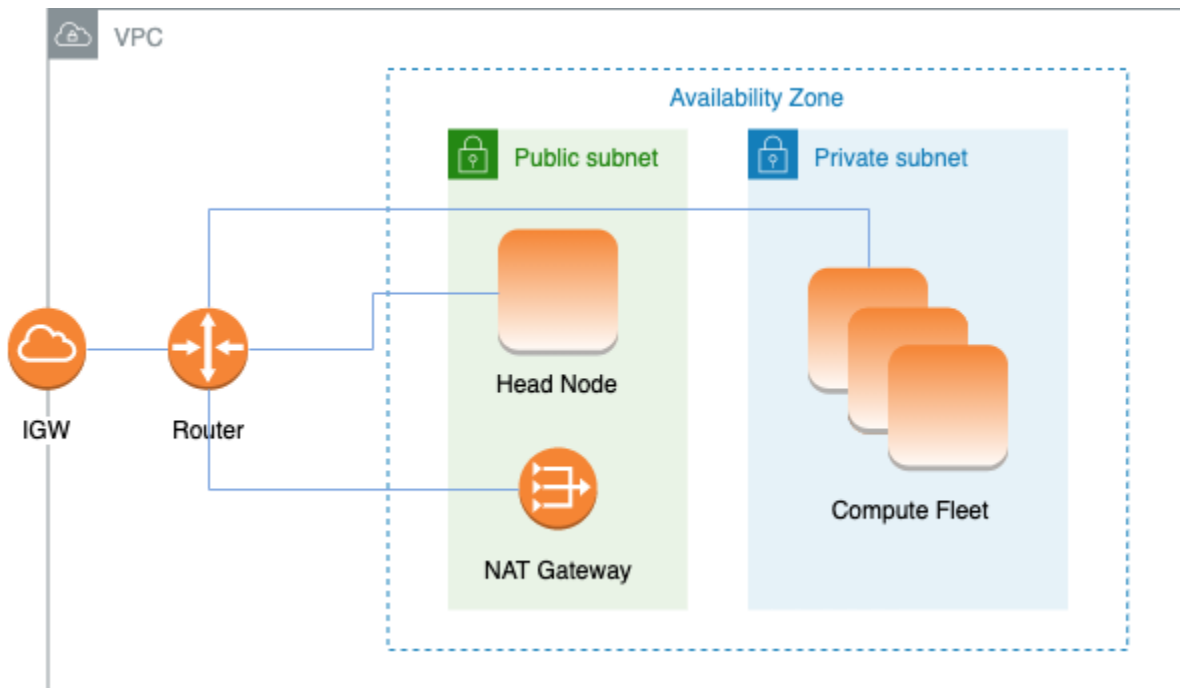 VPC
Availability Zone
Public subnet
Private subnet
Head Node
IGW
Router
Compute Fleet
NAT Gateway